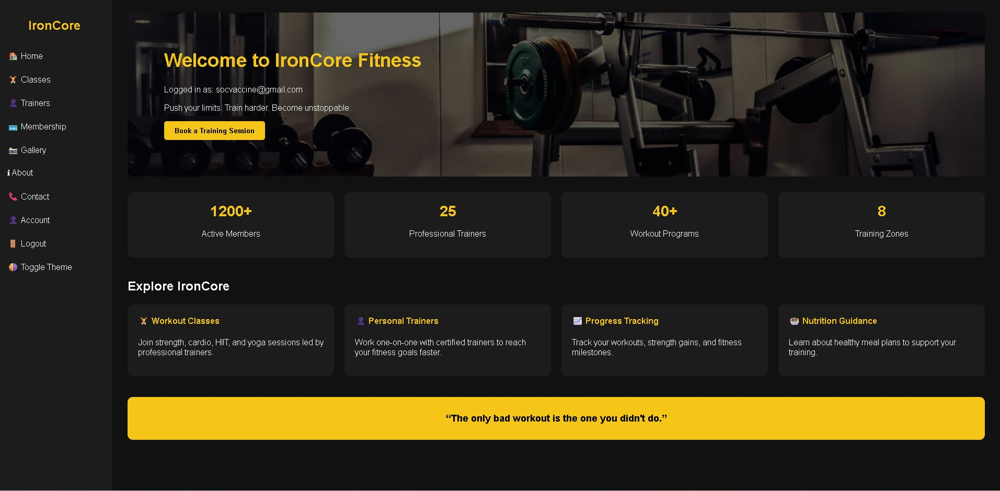 IronCore
🏠 Home
🏋 Classes
👤 Trainers
🪪 Membership
📸 Gallery
ℹ About
📞 Contact
👤 Account
🚪 Logout
🌗 Toggle Theme
Welcome to IronCore Fitness
Logged in as: socvaccine@gmail.com
Push your limits. Train harder. Become unstoppable.
Book a Training Session
1200+
Active Members
25
Professional Trainers
40+
Workout Programs
8
Training Zones
Explore IronCore
🏋 Workout Classes
Join strength, cardio, HIIT, and yoga sessions led by
professional trainers.
👤 Personal Trainers
Work one-on-one with certified trainers to reach
your fitness goals faster.
📈 Progress Tracking
Track your workouts, strength gains, and fitness
milestones.
🥗 Nutrition Guidance
Learn about healthy meal plans to support your
training.
“The only bad workout is the one you didn't do.”